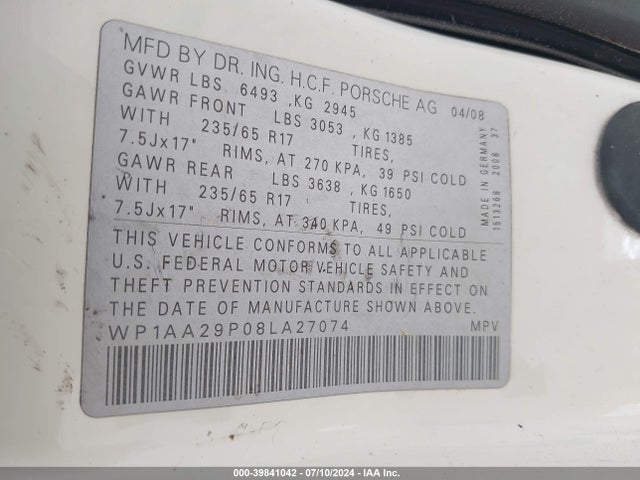 MFD BY DR. ING. H.C.F. PORSCHE AG 04/08
GVWR LBS 6493 ,KG 2945
GAWR FRONT LBS 3053 , KG 1385
WITH 235/65 R17 TIRES,
7.5Jx17" RIMS, AT 270 KPA, 39 PSI COLD
GAWR REAR LBS 3638 , KG 1650
WITH 235/65 R17 TIRES,
7.5Jx17" RIMS, AT 340 KPA, 49 PSI COLD
THIS VEHICLE CONFORMS TO ALL APPLICABLE
U.S. FEDERAL MOTOR VEHICLE SAFETY AND
THEFT PREVENTION STANDARDS IN EFFECT ON
THE DATE OF MANUFACTURE SHOWN ABOVE.
WP1AA29P08LA27074 MPV
MADE IN GERMANY
1513268 2008 37
000-39841042 / 07/10/2024 - IAA Inc.